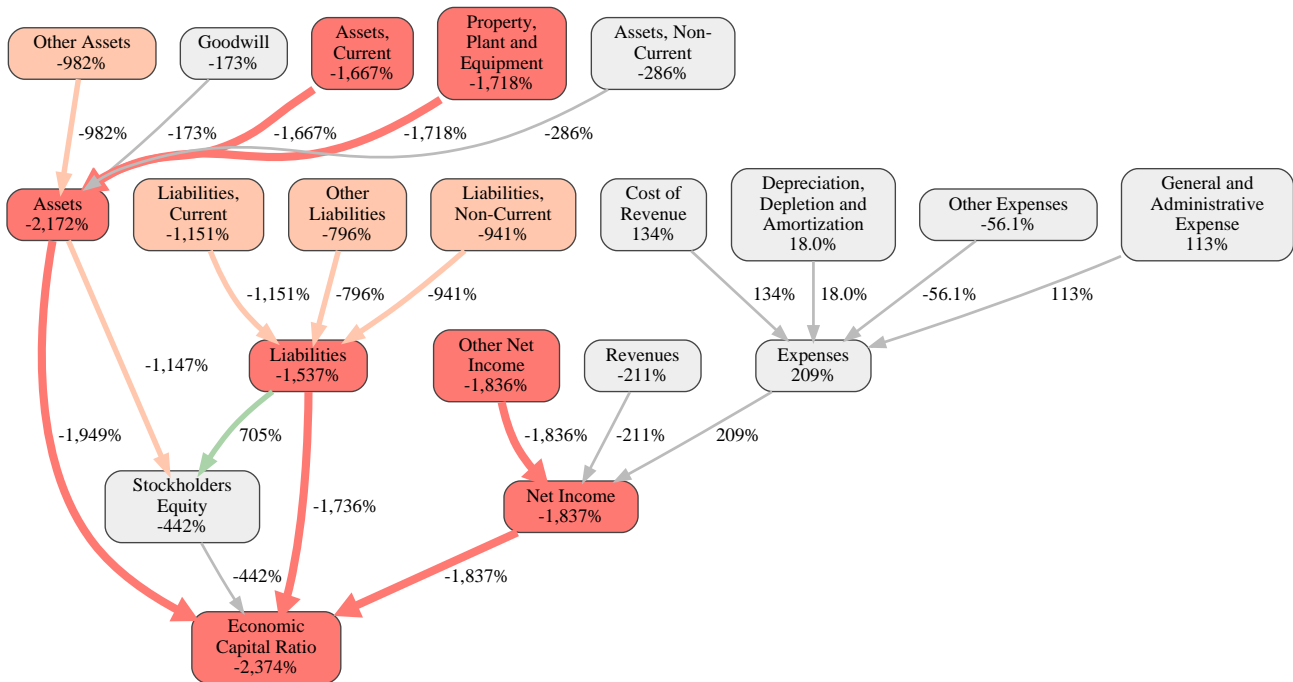 Other Assets
-982%
Goodwill
-173%
Assets,
Current
-1,667%
Property,
Plant and
Equipment
-1,718%
Assets, Non-
Current
-286%
-982%
-173%
-1,667%
-1,718%
-286%
Assets
-2,172%
Liabilities,
Current
-1,151%
Other
Liabilities
-796%
Liabilities,
Non-Current
-941%
Cost of
Revenue
134%
Depreciation,
Depletion and
Amortization
18.0%
Other Expenses
-56.1%
General and
Administrative
Expense
113%
-1,151%
-796%
-941%
134%
18.0%
-56.1%
113%
Liabilities
-1,537%
Other Net
Income
-1,836%
Revenues
-211%
Expenses
209%
-1,147%
-1,949%
705%
-1,836%
-211%
209%
Stockholders
Equity
-442%
-1,736%
Net Income
-1,837%
-442%
-1,837%
Economic
Capital Ratio
-2,374%